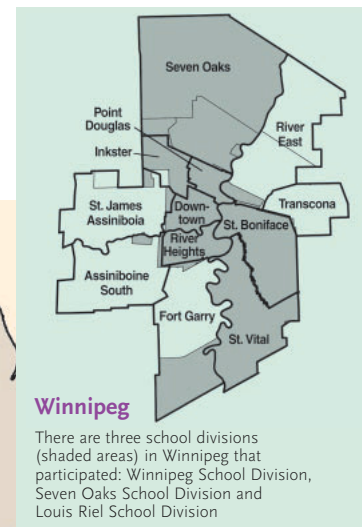 Seven Oaks
Point
Douglas
River
East
Inkster
St. James
Assiniboia
Down-
town
Transcona
St. Boniface
River
Heights
Assiniboine
South
Fort Garry
St. Vital
Winnipeg
There are three school divisions
(shaded areas) in Winnipeg that
participated: Winnipeg School Division,
Seven Oaks School Division and
Louis Riel School Division